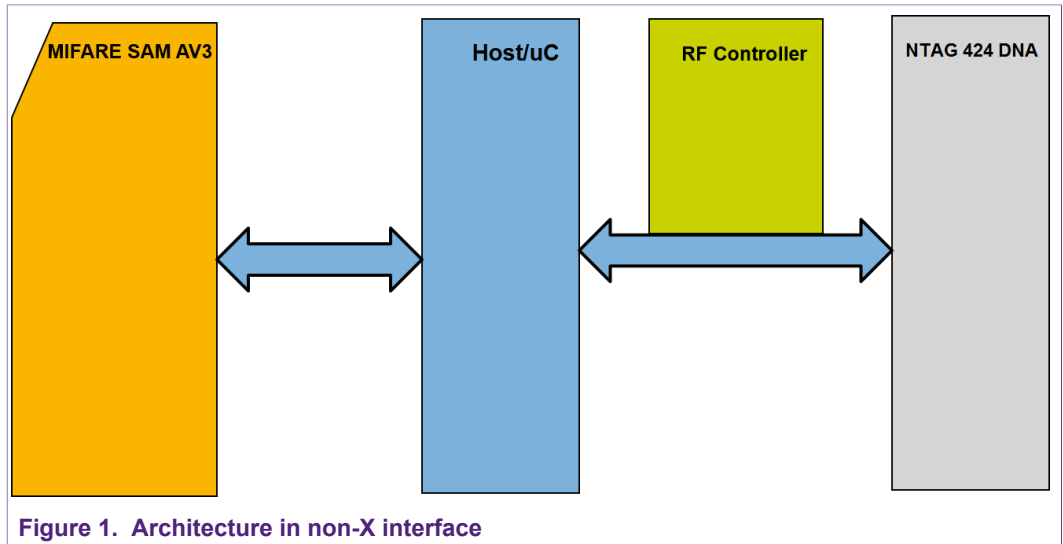 MIFARE SAM AV3
Host/uC
RF Controller
NTAG 424 DNA
Figure 1. Architecture in non-X interface